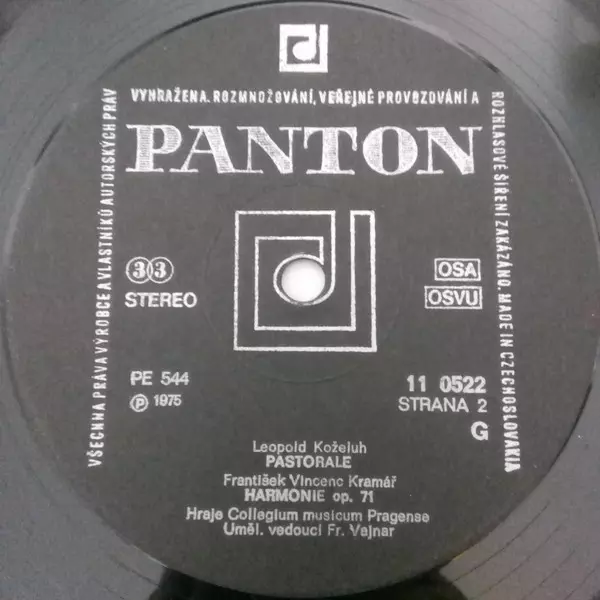 VŠECHNA PRÁVA VÝROBCE A VLASTNÍKŮ AUTORSKÝCH PRÁV
VYHRAŽENA. ROZMNOŽOVÁNÍ, VEŘEJNÉ PROVOZOVÁNÍ A
ROZHLASOVÉ ŠÍŘENÍ ZAKÁZÁNO. MADE IN CZECHOSLOVAKIA
PANTON
33
STEREO
OSA
OSVU
PE 544
℗ 1975
11 0522
STRANA 2
G
Leopold Koželuh
PASTORALE
František Vincenc Kramář
HARMONIE op. 71
Hraje Collegium musicum Pragense
Uměl. vedoucí Fr. Vajnar